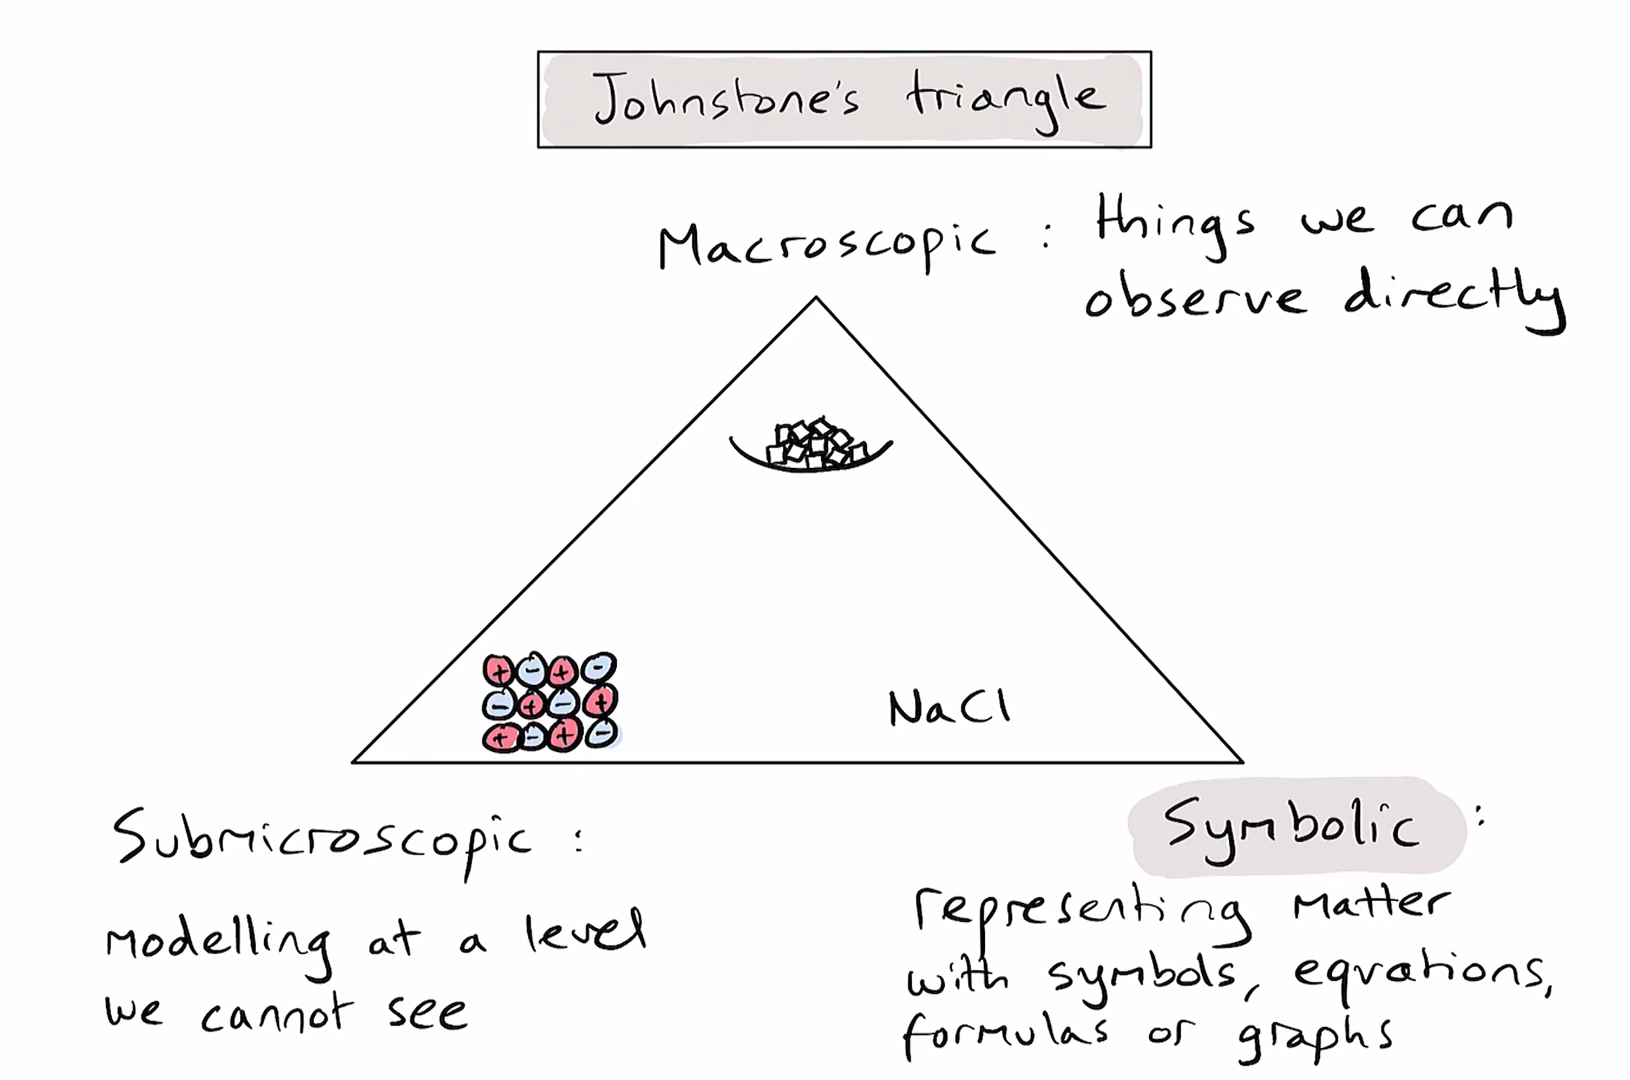 Johnstone's triangle
Macroscopic : things we can
observe directly
+ - + -
- + - +
+ - + -
NaCl
Submicroscopic :
modelling at a level
we cannot see
Symbolic :
representing matter
with symbols, equations,
formulas or graphs